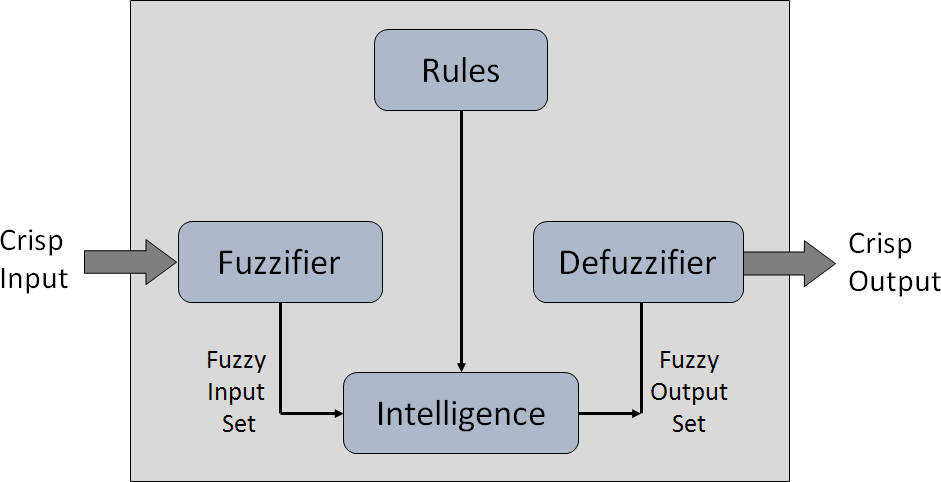 Rules
Crisp
Input
Fuzzifier
Defuzzifier
Crisp
Output
Fuzzy
Input
Set
Fuzzy
Output
Set
Intelligence